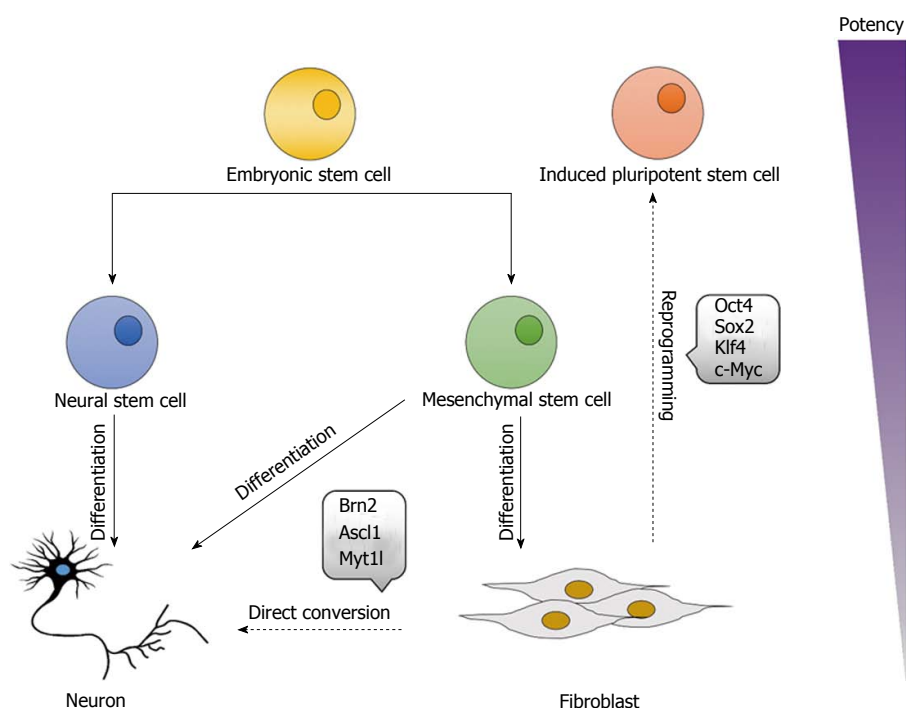 Potency
Embryonic stem cell
Induced pluripotent stem cell
Reprogramming
Oct4
Sox2
Klf4
c-Myc
Neural stem cell
Mesenchymal stem cell
Differentiation
Differentiation
Differentiation
Brn2
Ascl1
Myt1l
Direct conversion
Neuron
Fibroblast